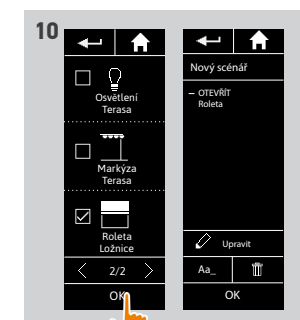 10
Osvětlení
Terasa
Markýza
Terasa
Roleta
Ložnice
2/2
OK
Nový scénář
– OTEVŘÍT
Roleta
Upravit
Aa_
OK